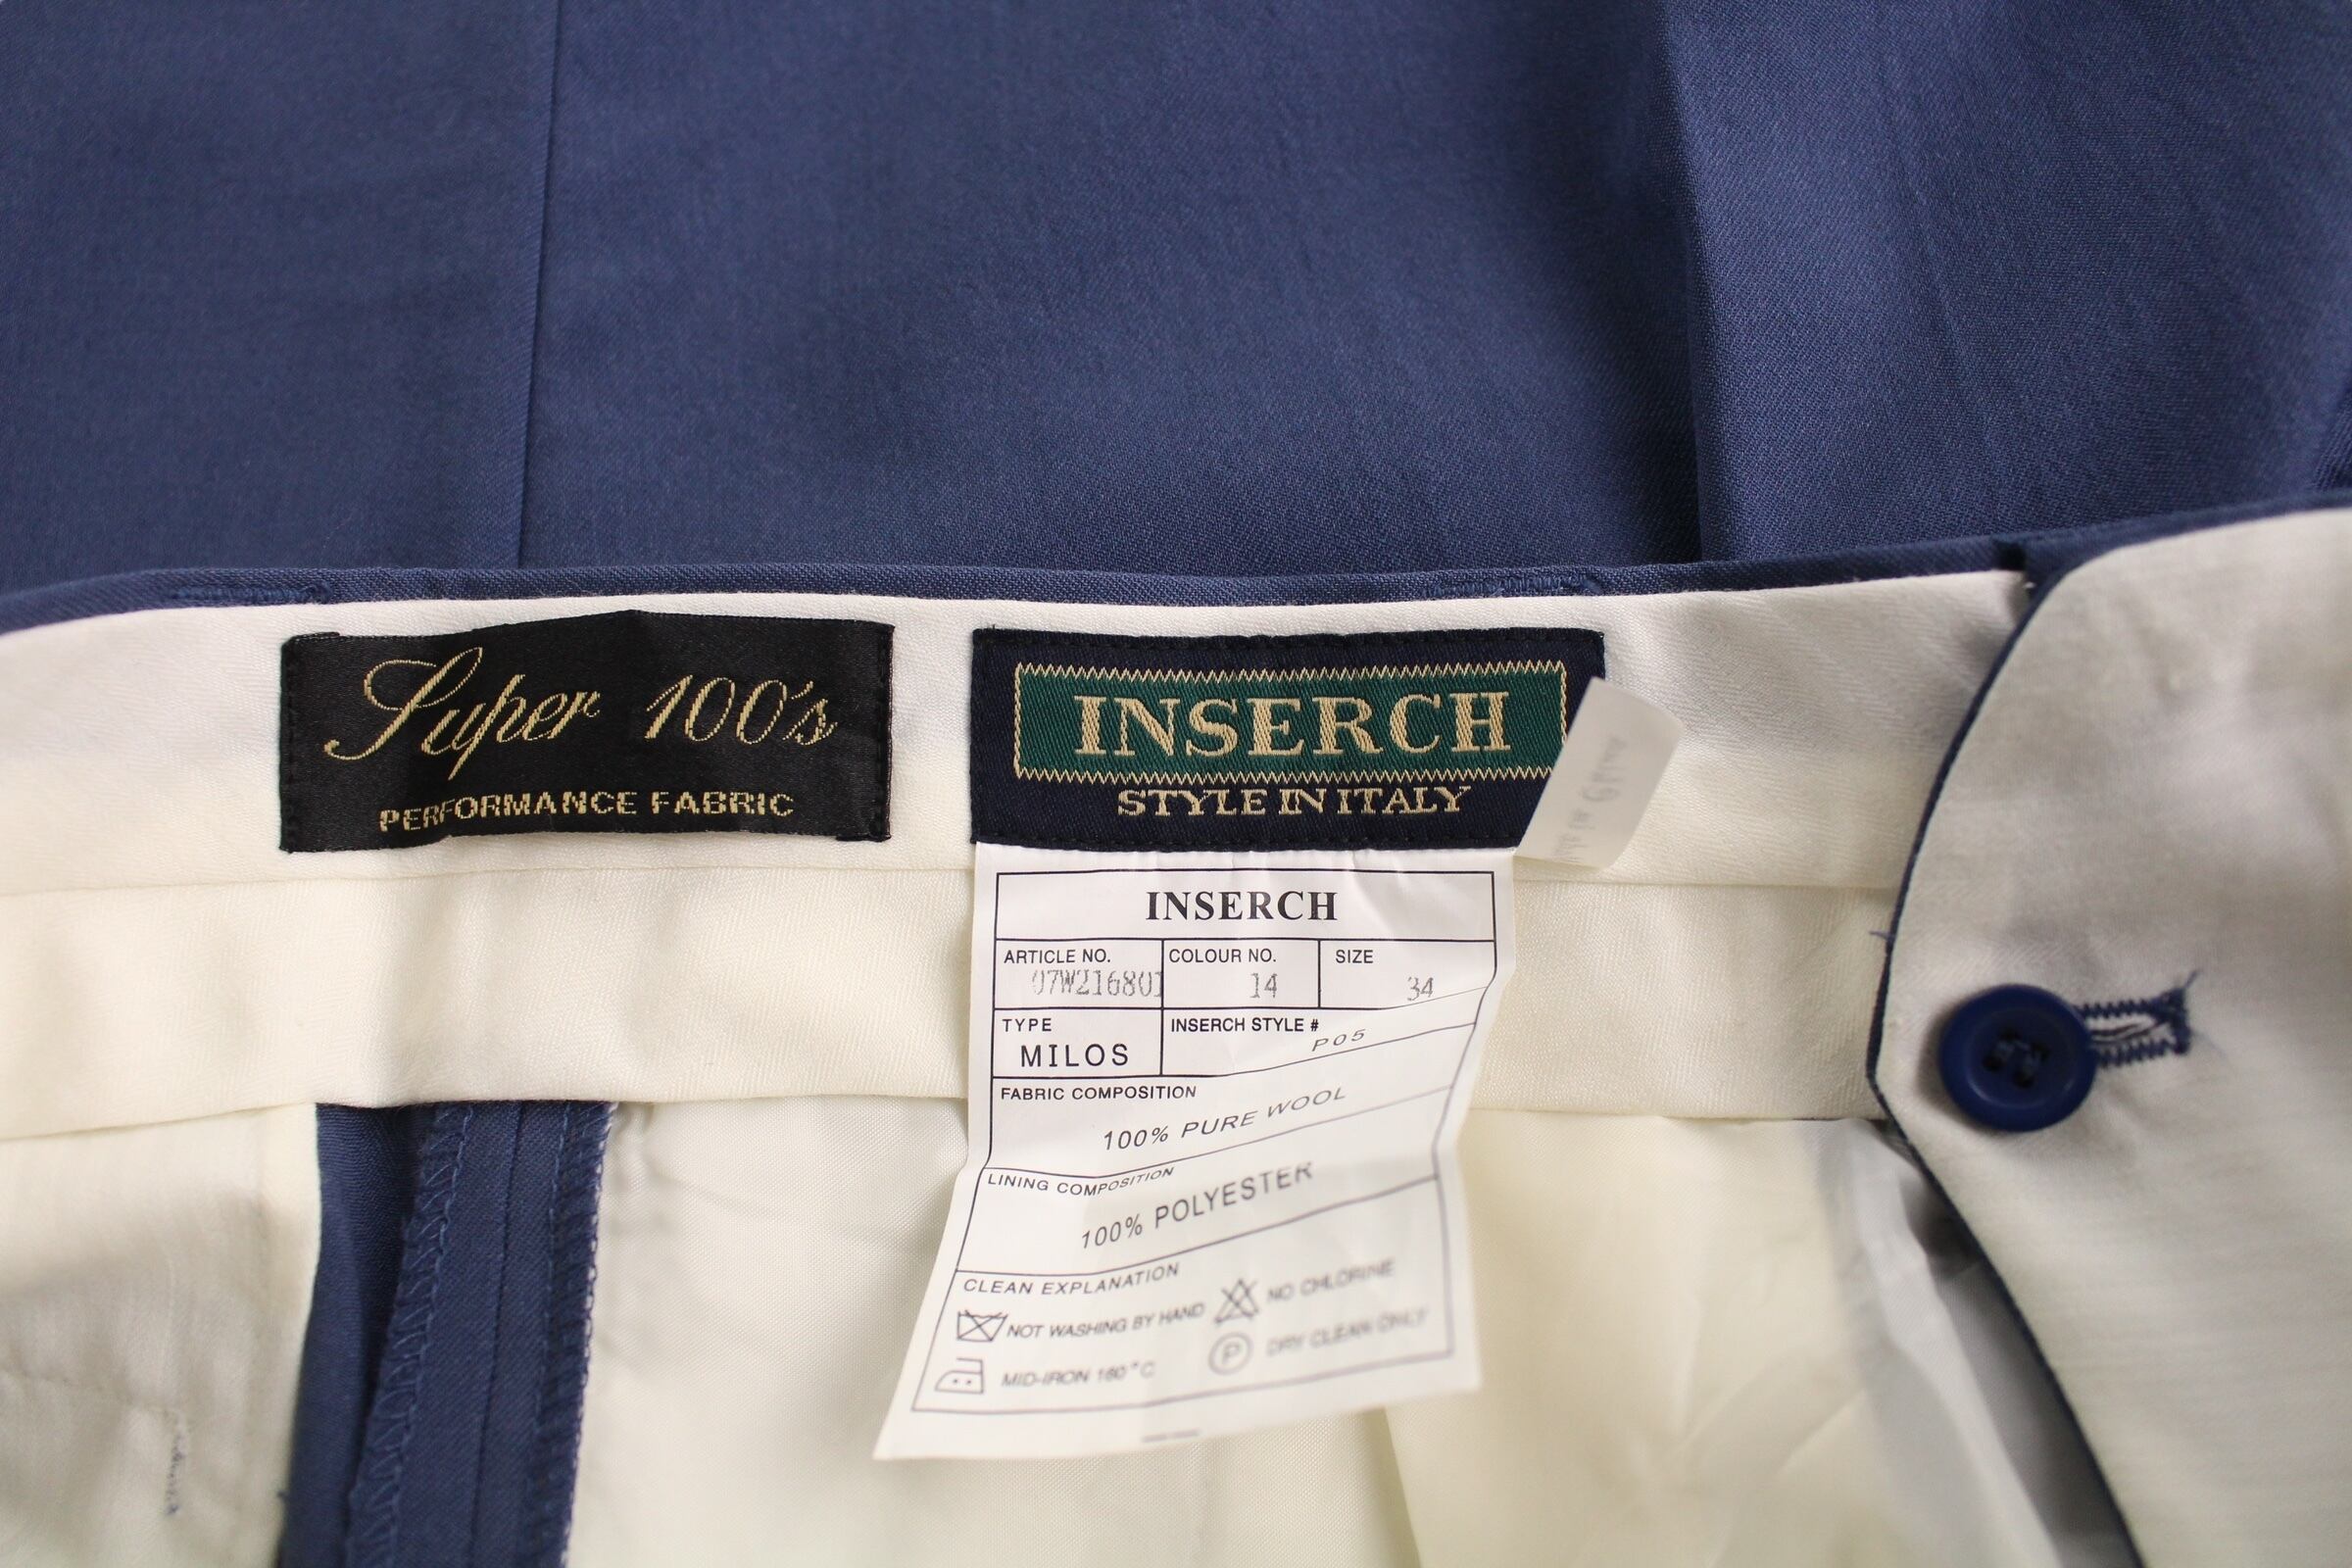 Super 100's
PERFORMANCE FABRIC
INSERCH
STYLE IN ITALY
INSERCH
ARTICLE NO. COLOUR NO. SIZE
07W216801 14 34
TYPE INSERCH STYLE #
MILOS P05
FABRIC COMPOSITION
100% PURE WOOL
LINING COMPOSITION
100% POLYESTER
CLEAN EXPLANATION
NOT WASHING BY HAND NO CHLORINE
MID-IRON 160°C P DRY CLEAN ONLY